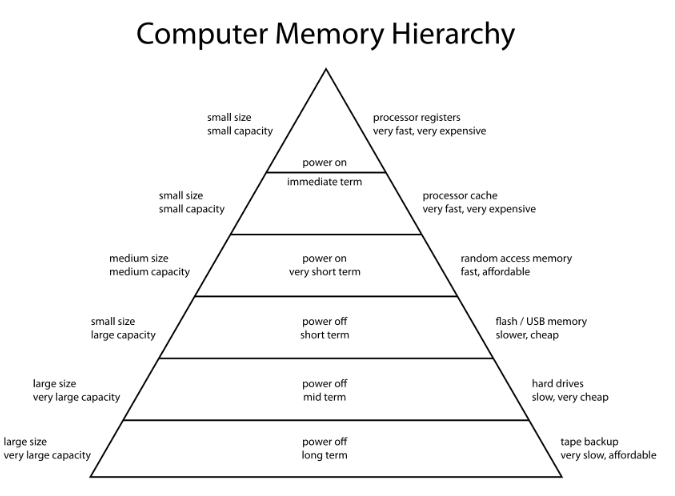 Computer Memory Hierarchy
small size
small capacity
processor registers
very fast, very expensive
power on
immediate term
small size
small capacity
processor cache
very fast, very expensive
medium size
medium capacity
power on
very short term
random access memory
fast, affordable
small size
large capacity
power off
short term
flash / USB memory
slower, cheap
large size
very large capacity
power off
mid term
hard drives
slow, very cheap
large size
very large capacity
power off
long term
tape backup
very slow, affordable